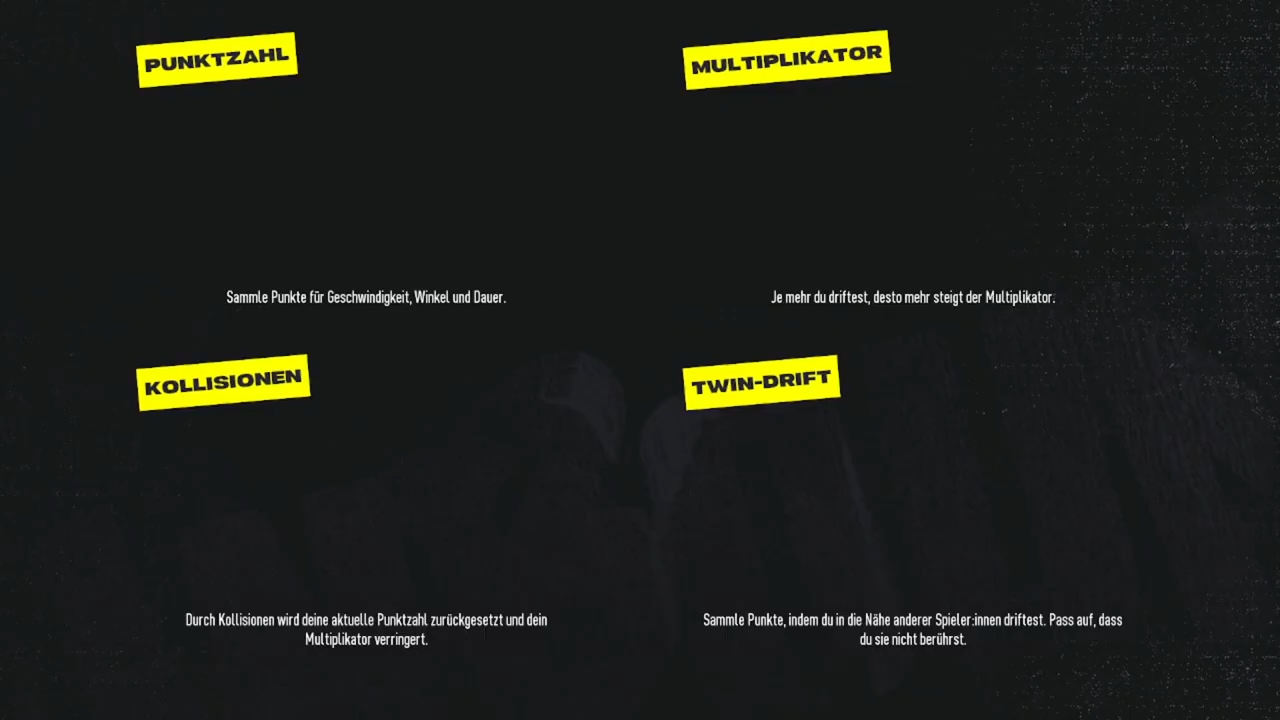 PUNKTZAHL
MULTIPLIKATOR
Sammle Punkte für Geschwindigkeit, Winkel und Dauer.
Je mehr du driftest, desto mehr steigt der Multiplikator.
KOLLISIONEN
TWIN-DRIFT
Durch Kollisionen wird deine aktuelle Punktzahl zurückgesetzt und dein
Multiplikator verringert.
Sammle Punkte, indem du in die Nähe anderer Spieler:innen driftest. Pass auf, dass
du sie nicht berührst.